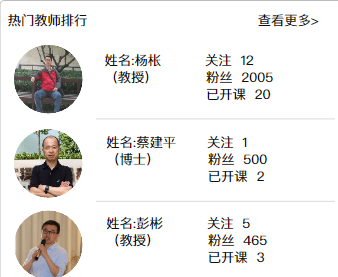 热门教师排行 查看更多>
姓名:杨枨 关注 12
（教授） 粉丝 2005
已开课 20
姓名:蔡建平 关注 1
（博士） 粉丝 500
已开课 2
姓名:彭彬 关注 5
（教授） 粉丝 465
已开课 3